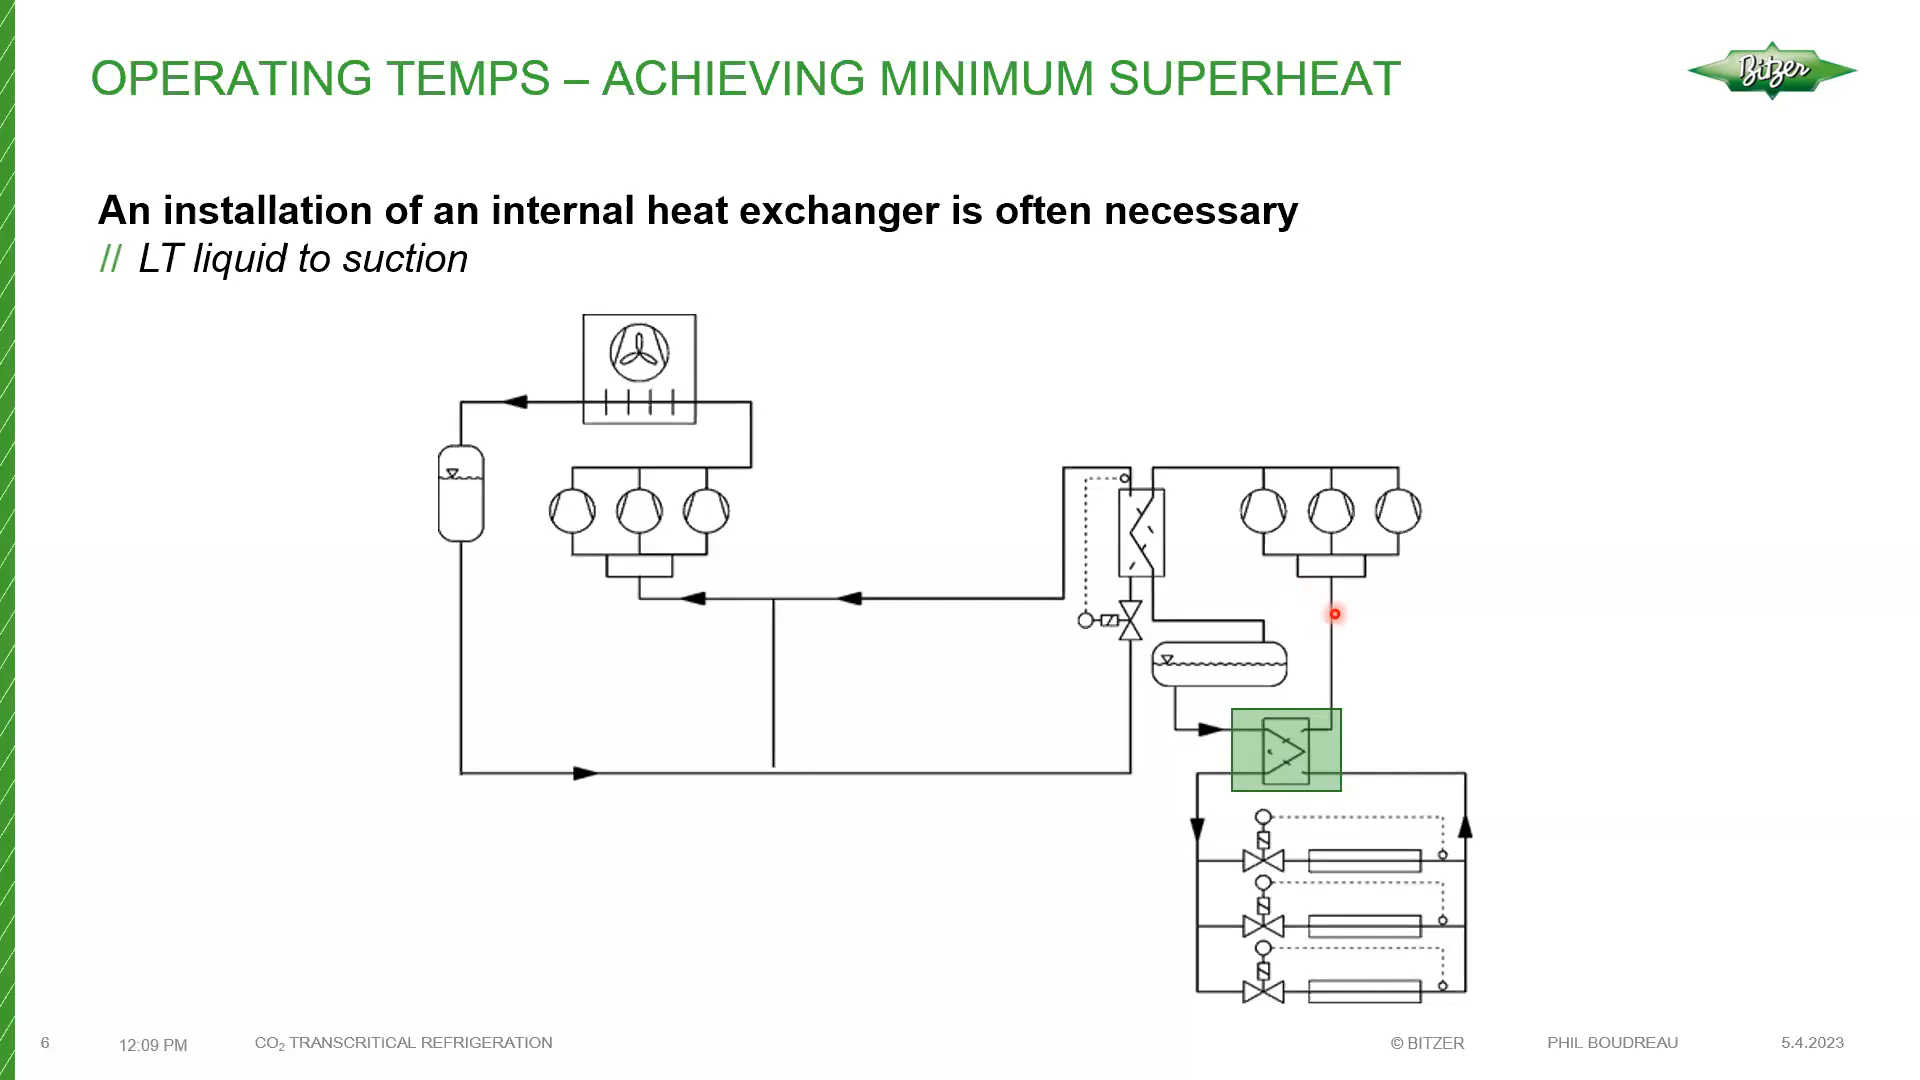 OPERATING TEMPS – ACHIEVING MINIMUM SUPERHEAT
Bitzer
An installation of an internal heat exchanger is often necessary
// LT liquid to suction
6
12:09 PM
CO₂ TRANSCRITICAL REFRIGERATION
© BITZER
PHIL BOUDREAU
5.4.2023